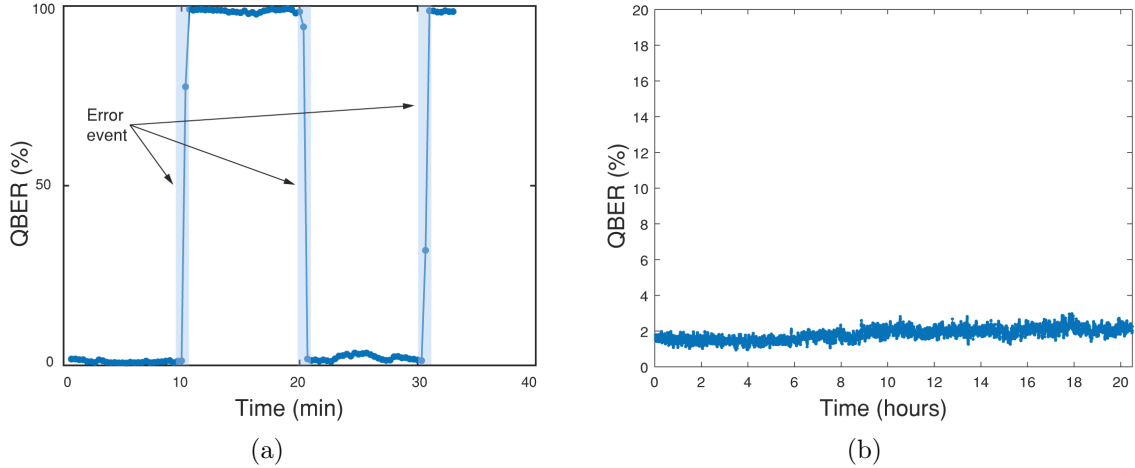 100
50
0
QBER (%)
Error
event
0 10 20 30 40
Time (min)
(a)
20
18
16
14
12
10
8
6
4
2
0
QBER (%)
0 2 4 6 8 10 12 14 16 18 20
Time (hours)
(b)